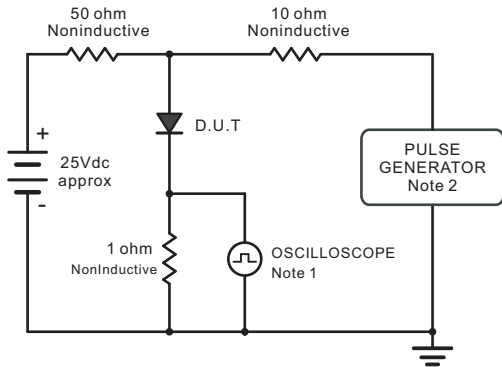 50 ohm
Noninductive
10 ohm
Noninductive
D.U.T
+
25Vdc
approx
-
PULSE
GENERATOR
Note 2
1 ohm
NonInductive
OSCILLOSCOPE
Note 1